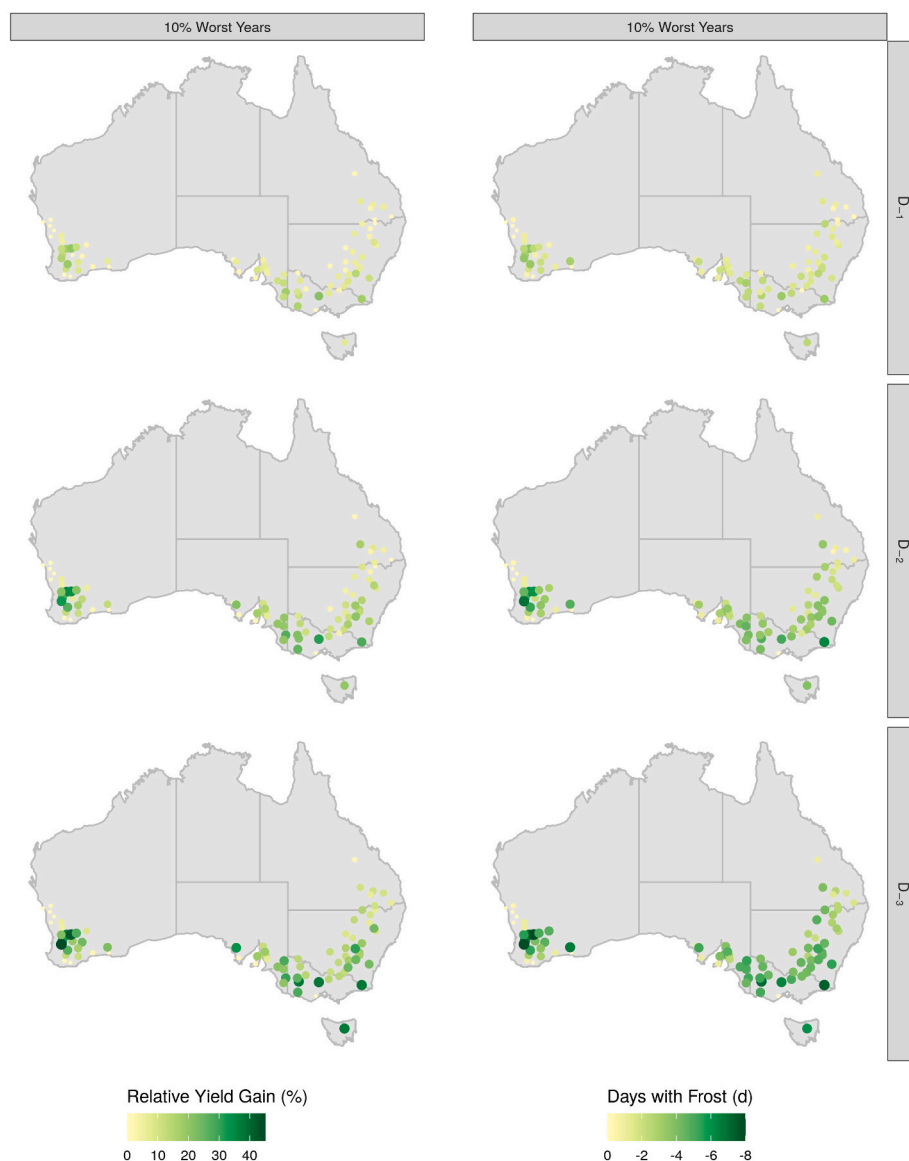 10% Worst Years
10% Worst Years
D-1
D-2
D-3
Relative Yield Gain (%)
0 10 20 30 40
Days with Frost (d)
0 -2 -4 -6 -8